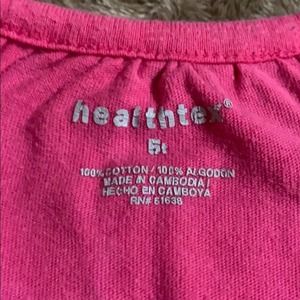 healthtex®
5t
100% COTTON / 100% ALGODON
MADE IN CAMBODIA /
HECHO EN CAMBOYA
RN# 61638